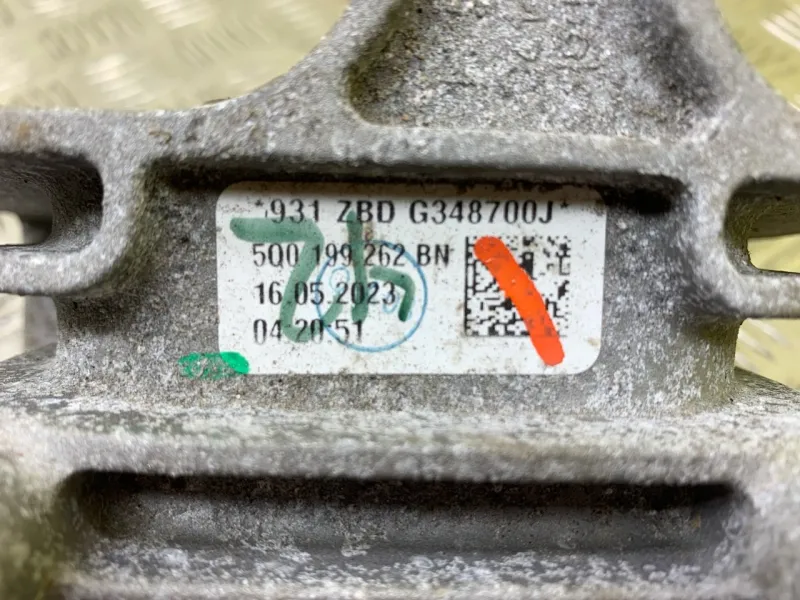 *931 ZBD G348700J*
5Q0 199 262 BN
16.05.2023
04-20-51